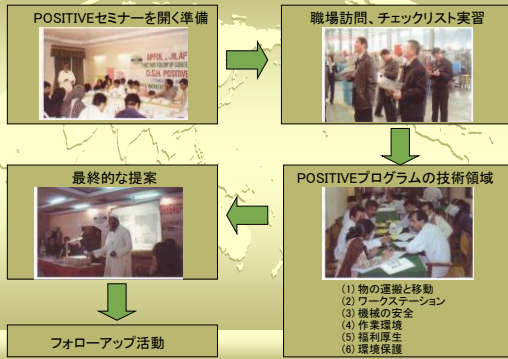 POSITIVEセミナーを開く準備
APFOL - JILAF
O.S.H. POSITIVE
職場訪問、チェックリスト実習
POSITIVEプログラムの技術領域
(1) 物の運搬と移動
(2) ワークステーション
(3) 機械の安全
(4) 作業環境
(5) 福利厚生
(6) 環境保護
最終的な提案
フォローアップ活動